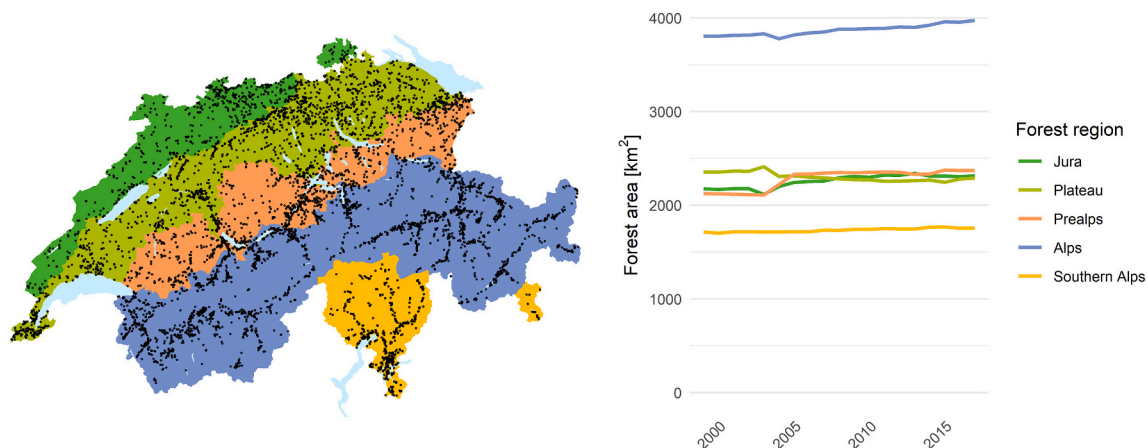 4000
3000
2000
1000
0
Forest area [km²]
2000
2005
2010
2015
Forest region
Jura
Plateau
Prealps
Alps
Southern Alps